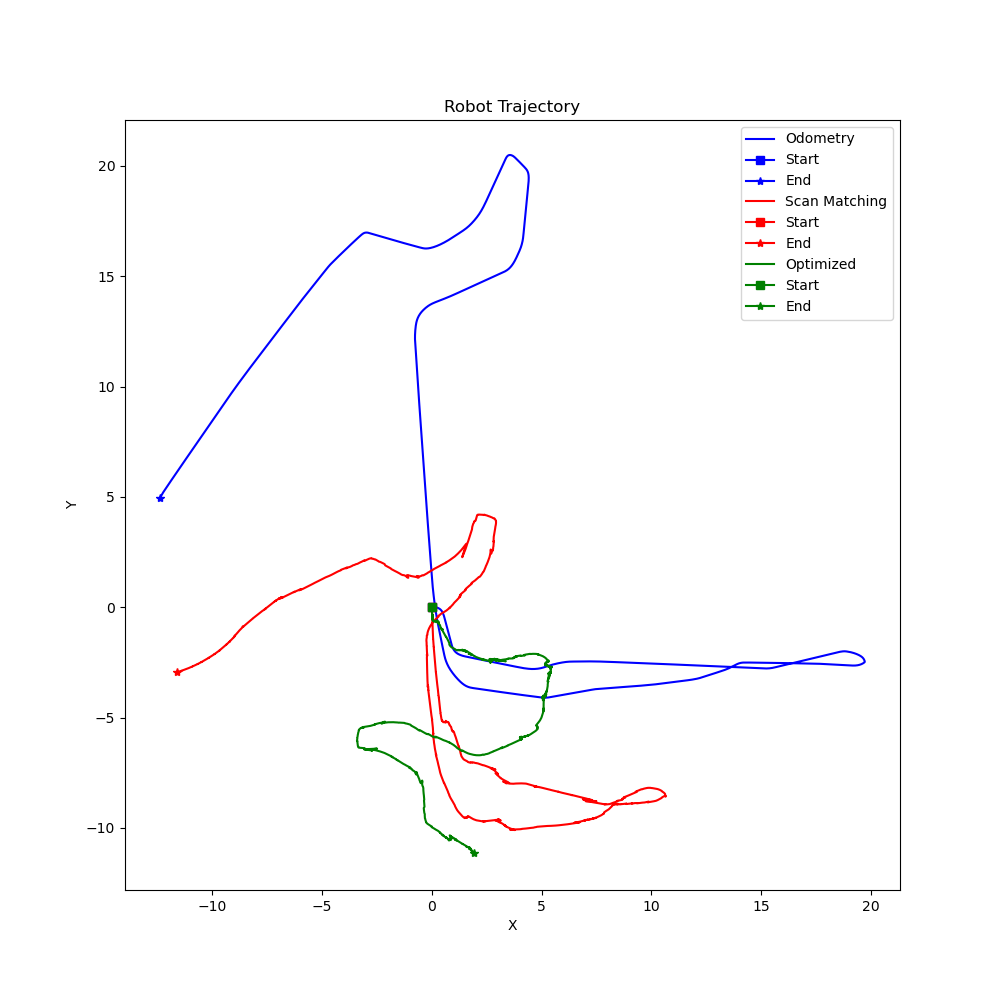 Robot Trajectory
Odometry
Start
End
Scan Matching
Start
End
Optimized
Start
End
20
15
10
5
0
−5
−10
Y
−10
−5
0
5
10
15
20
X